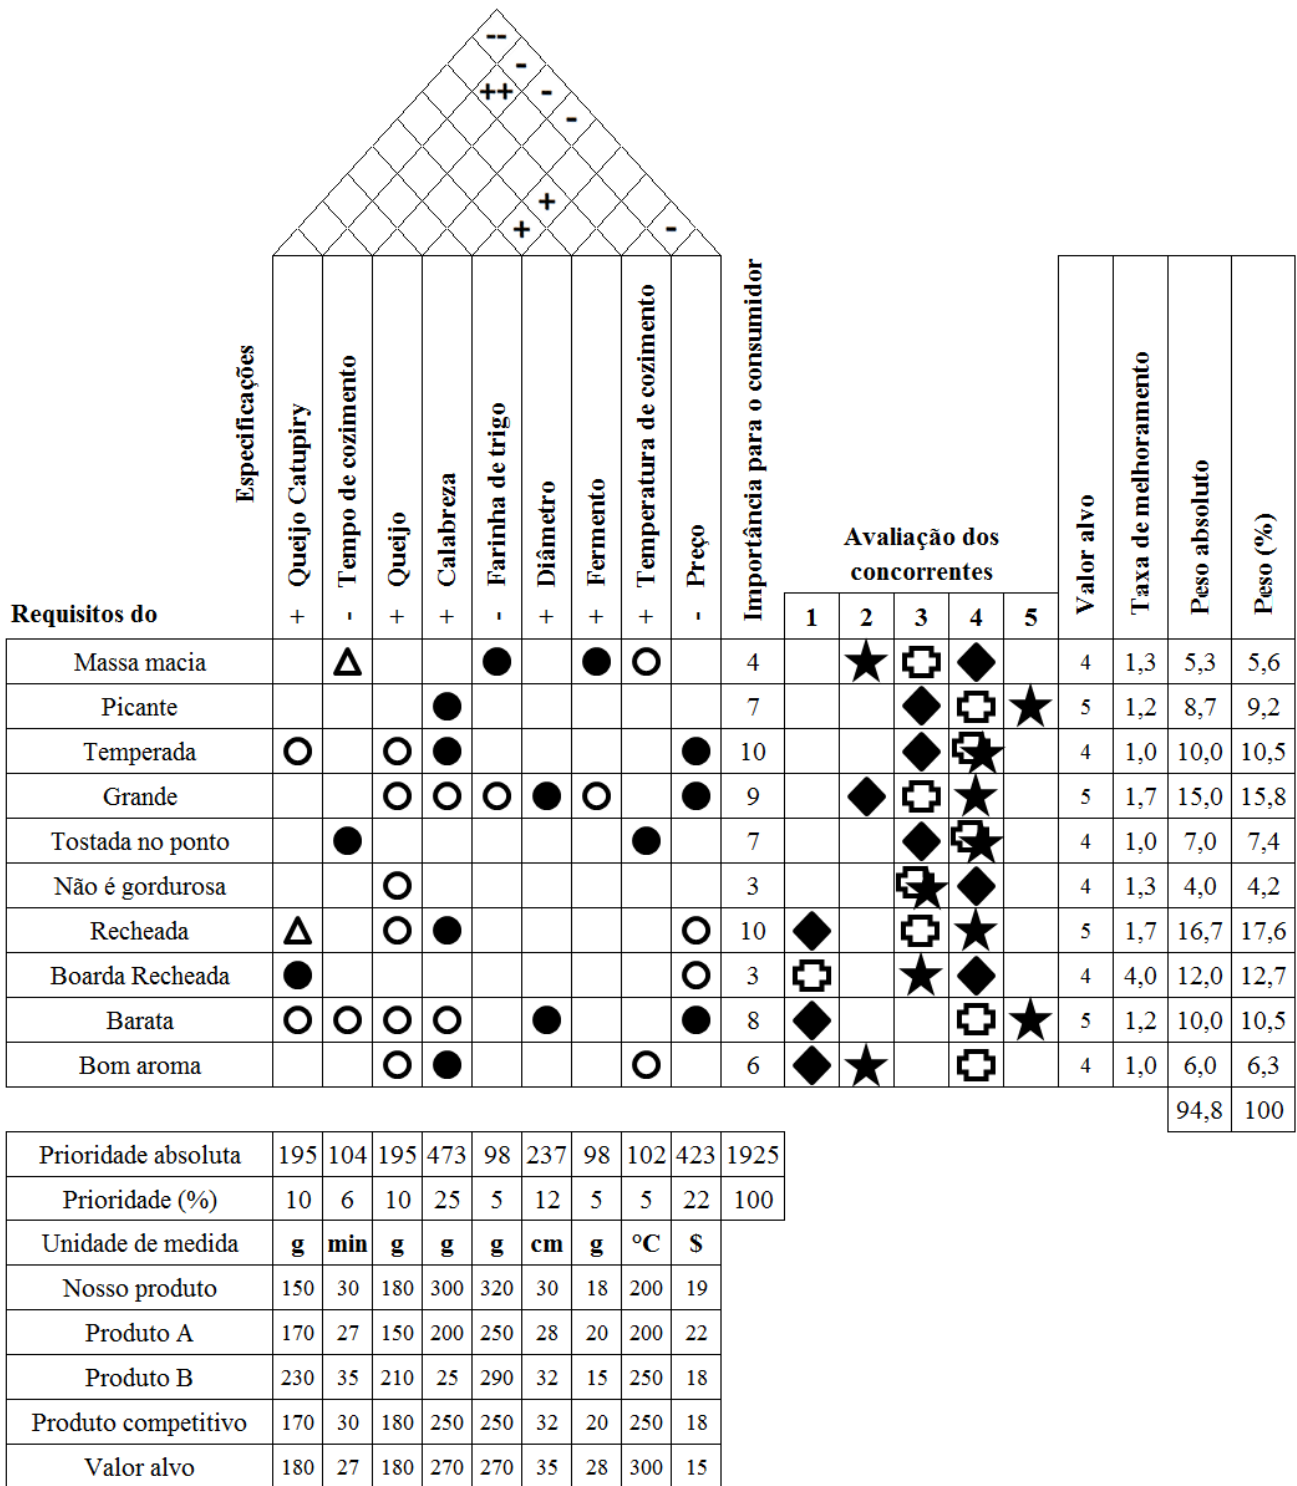 --
-
++ -
-
+
+ -
Especificações
+ Queijo Catupiry
- Tempo de cozimento
+ Queijo
+ Calabreza
- Farinha de trigo
+ Diâmetro
+ Fermento
+ Temperatura de cozimento
- Preço
Importância para o consumidor
Avaliação dos
concorrentes
1 2 3 4 5
Valor alvo
Taxa de melhoramento
Peso absoluto
Peso (%)
Requisitos do
Massa macia 4 4 1,3 5,3 5,6
Picante 7 5 1,2 8,7 9,2
Temperada 10 4 1,0 10,0 10,5
Grande 9 5 1,7 15,0 15,8
Tostada no ponto 7 4 1,0 7,0 7,4
Não é gordurosa 3 4 1,3 4,0 4,2
Recheada 10 5 1,7 16,7 17,6
Boarda Recheada 3 4 4,0 12,0 12,7
Barata 8 5 1,2 10,0 10,5
Bom aroma 6 4 1,0 6,0 6,3
94,8 100
Prioridade absoluta 195 104 195 473 98 237 98 102 423 1925
Prioridade (%) 10 6 10 25 5 12 5 5 22 100
Unidade de medida g min g g g cm g °C $
Nosso produto 150 30 180 300 320 30 18 200 19
Produto A 170 27 150 200 250 28 20 200 22
Produto B 230 35 210 25 290 32 15 250 18
Produto competitivo 170 30 180 250 250 32 20 250 18
Valor alvo 180 27 180 270 270 35 28 300 15